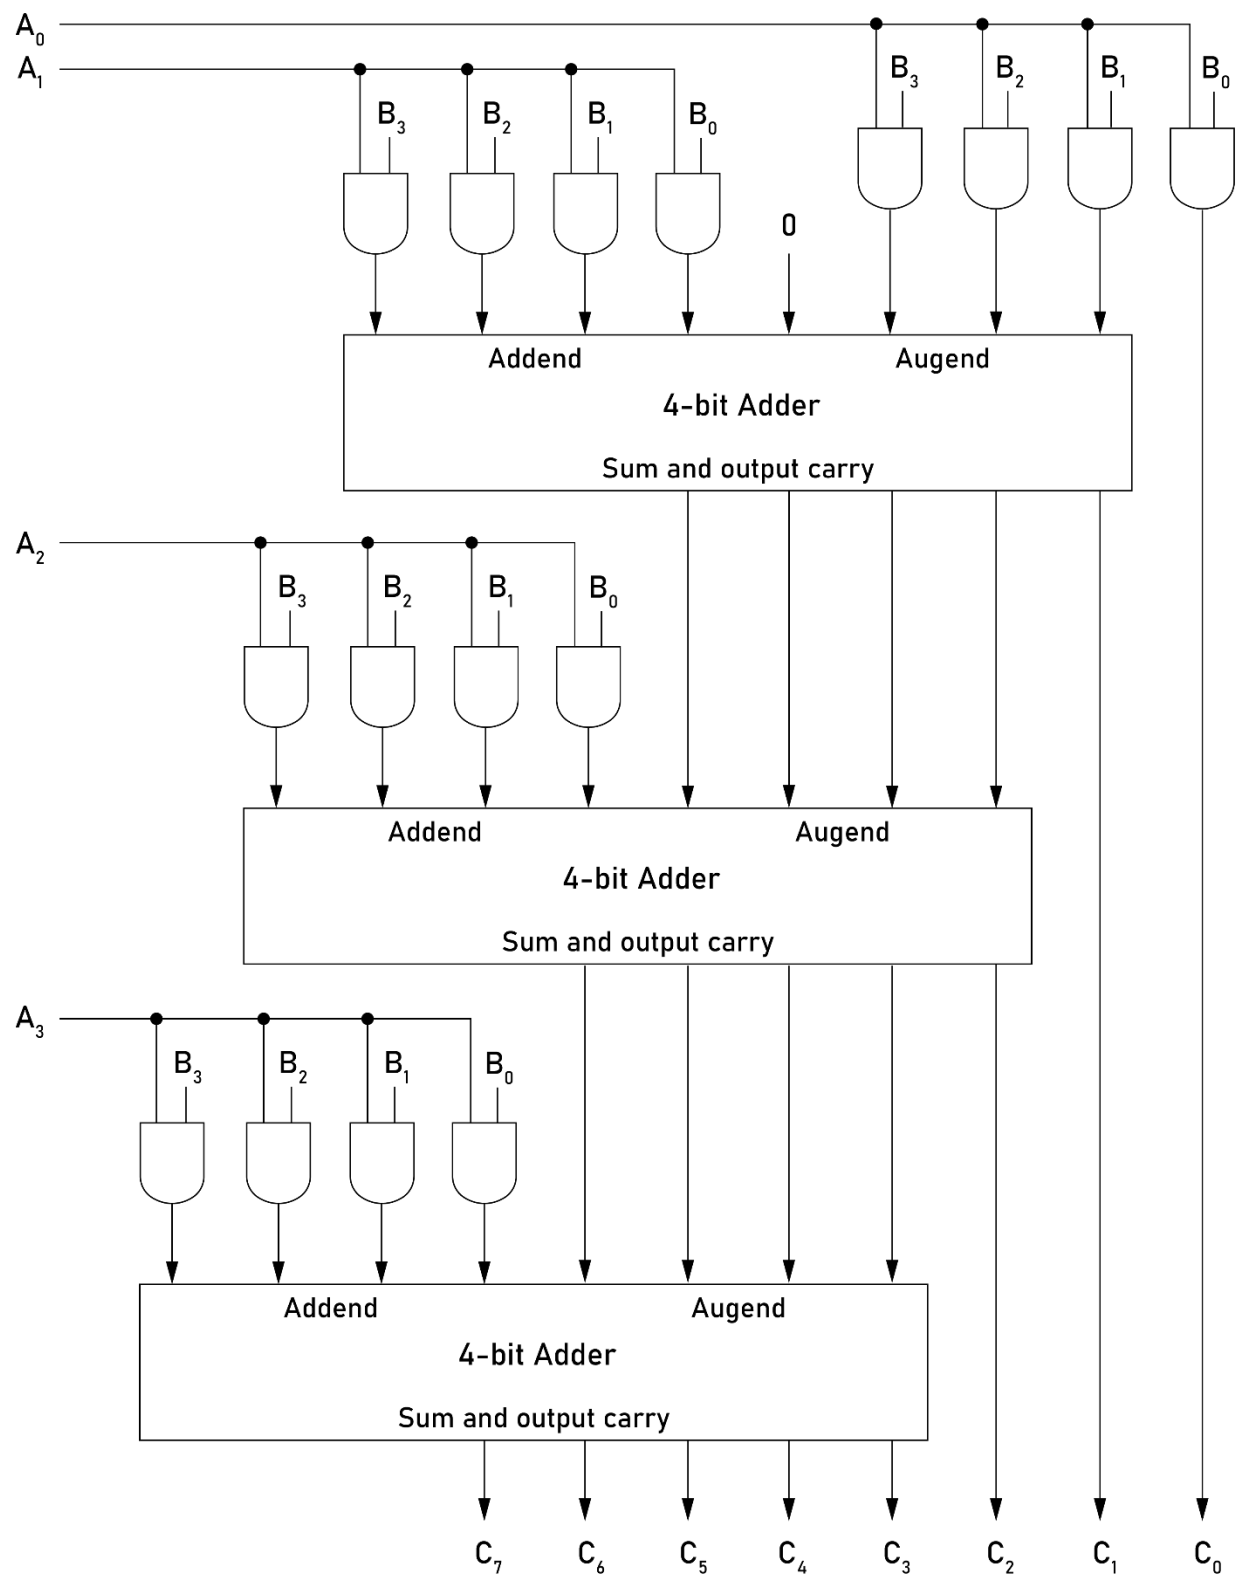 A₀
A₁
B₃ B₂ B₁ B₀
B₃ B₂ B₁ B₀
0
Addend Augend
4-bit Adder
Sum and output carry
A₂
B₃ B₂ B₁ B₀
Addend Augend
4-bit Adder
Sum and output carry
A₃
B₃ B₂ B₁ B₀
Addend Augend
4-bit Adder
Sum and output carry
C₇ C₆ C₅ C₄ C₃ C₂ C₁ C₀